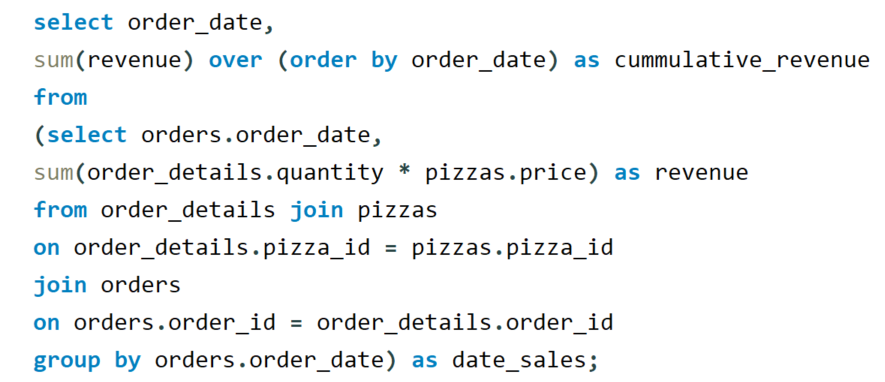 select order_date,
sum(revenue) over (order by order_date) as cummulative_revenue
from
(select orders.order_date,
sum(order_details.quantity * pizzas.price) as revenue
from order_details join pizzas
on order_details.pizza_id = pizzas.pizza_id
join orders
on orders.order_id = order_details.order_id
group by orders.order_date) as date_sales;